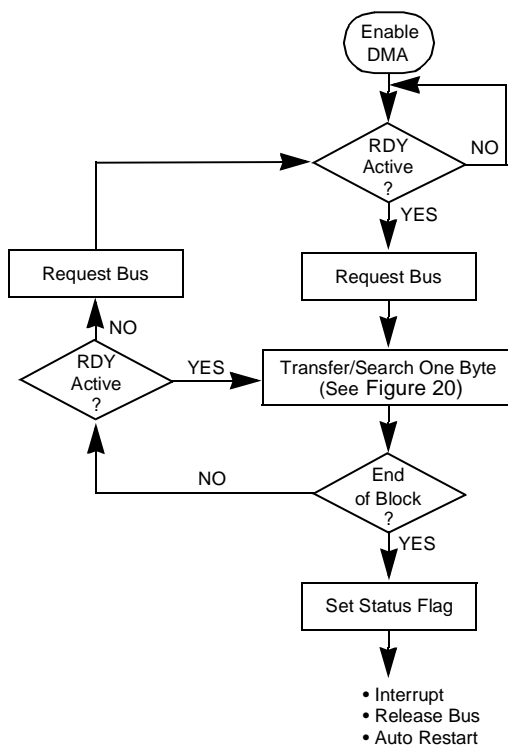 Enable
DMA
RDY
Active
?
NO
YES
Request Bus
Request Bus
NO
RDY
Active
?
YES
Transfer/Search One Byte
(See Figure 20)
NO
End
of Block
?
YES
Set Status Flag
• Interrupt
• Release Bus
• Auto Restart